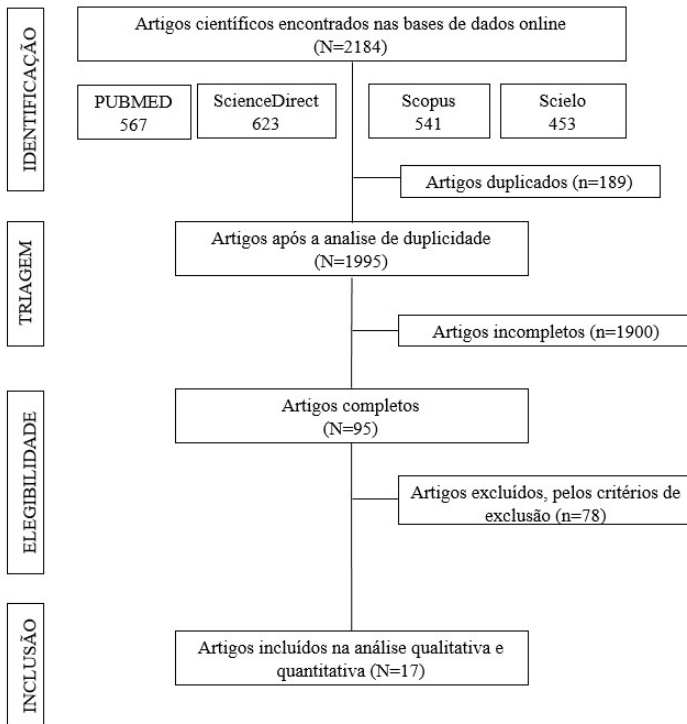 IDENTIFICAÇÃO
Artigos científicos encontrados nas bases de dados online
(N=2184)
PUBMED
567
ScienceDirect
623
Scopus
541
Scielo
453
Artigos duplicados (n=189)
TRIAGEM
Artigos após a analise de duplicidade
(N=1995)
Artigos incompletos (n=1900)
ELEGIBILIDADE
Artigos completos
(N=95)
Artigos excluídos, pelos critérios de
exclusão (n=78)
INCLUSÃO
Artigos incluídos na análise qualitativa e
quantitativa (N=17)